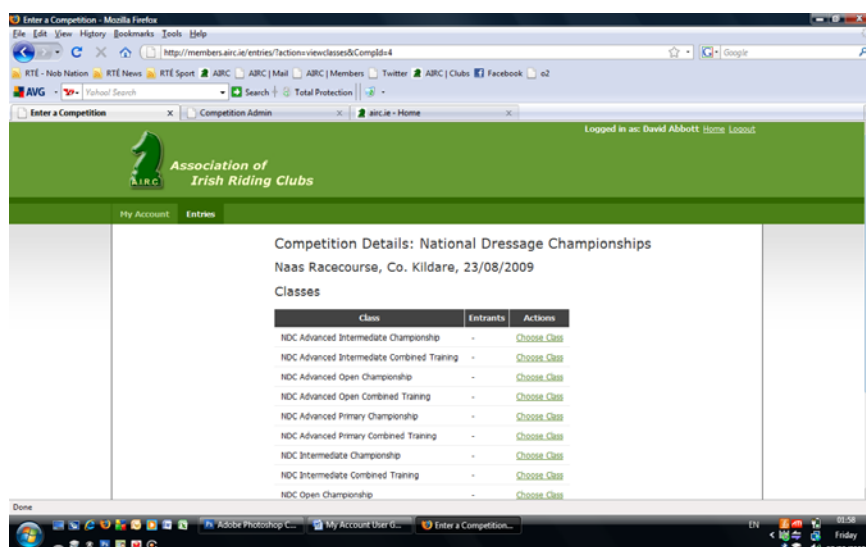 Enter a Competition - Mozilla Firefox
File Edit View History Bookmarks Tools Help
http://members.airc.ie/entries/?action=viewclasses&CompId=4
Google
RTÉ - Nob Nation RTÉ News RTÉ Sport AIRC AIRC | Mail AIRC | Members Twitter AIRC | Clubs Facebook o2
AVG Yahoo! Search Search Total Protection
Enter a Competition Competition Admin airc.ie - Home
Logged in as: David Abbott Home Logout
Association of
Irish Riding Clubs
AIRC
My Account Entries
Competition Details: National Dressage Championships
Naas Racecourse, Co. Kildare, 23/08/2009
Classes
Class Entrants Actions
NDC Advanced Intermediate Championship - Choose Class
NDC Advanced Intermediate Combined Training - Choose Class
NDC Advanced Open Championship - Choose Class
NDC Advanced Open Combined Training - Choose Class
NDC Advanced Primary Championship - Choose Class
NDC Advanced Primary Combined Training - Choose Class
NDC Intermediate Championship - Choose Class
NDC Intermediate Combined Training - Choose Class
NDC Open Championship - Choose Class
Done
Adobe Photoshop C... My Account User G... Enter a Competition... EN 01:58
Friday